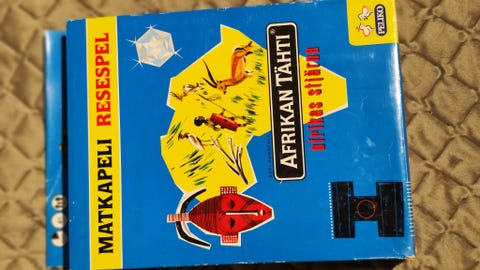 MATKAPELI RESESPEL
PELIKO
AFRIKAN TÄHTI®
afrikas stjärna